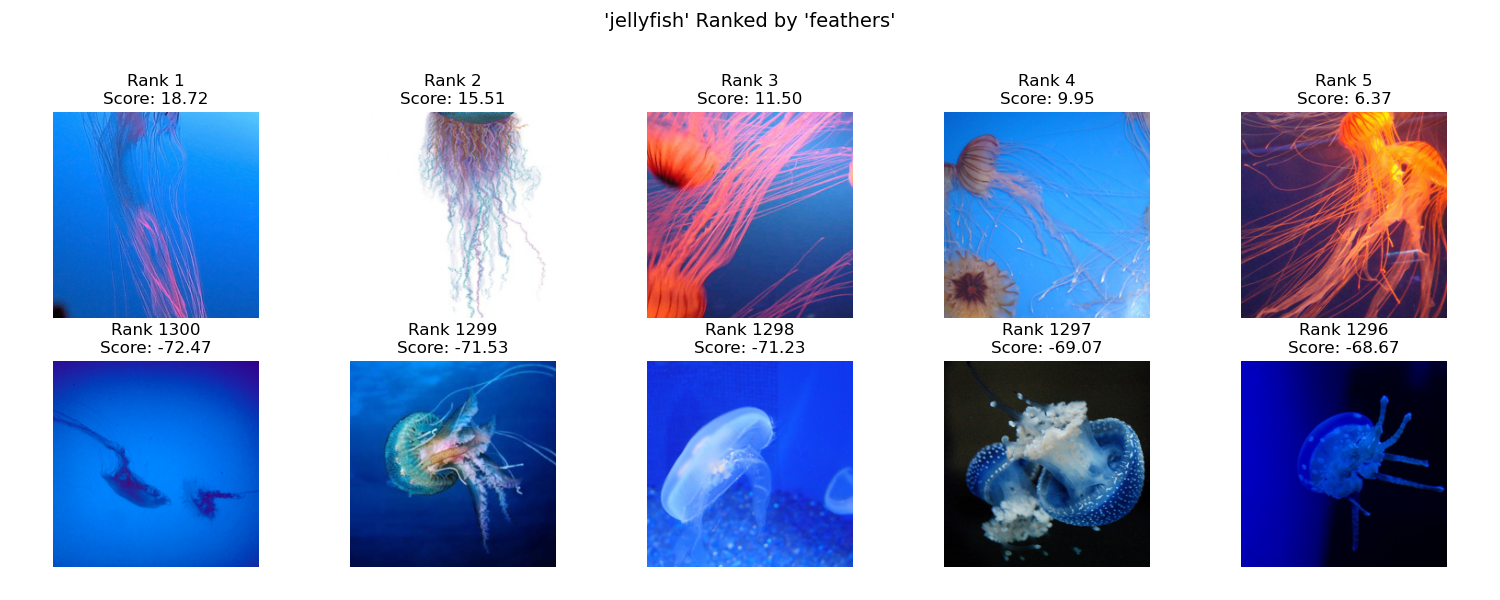 'jellyfish' Ranked by 'feathers'
Rank 1
Score: 18.72
Rank 2
Score: 15.51
Rank 3
Score: 11.50
Rank 4
Score: 9.95
Rank 5
Score: 6.37
Rank 1300
Score: -72.47
Rank 1299
Score: -71.53
Rank 1298
Score: -71.23
Rank 1297
Score: -69.07
Rank 1296
Score: -68.67